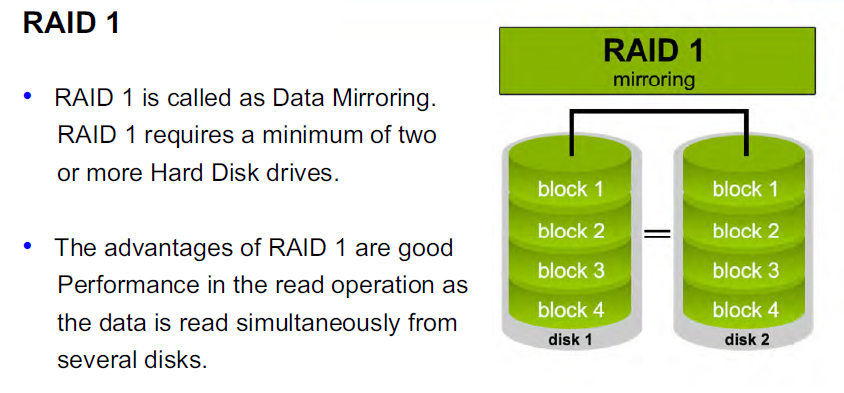 RAID 1
• RAID 1 is called as Data Mirroring.
RAID 1 requires a minimum of two
or more Hard Disk drives.
• The advantages of RAID 1 are good
Performance in the read operation as
the data is read simultaneously from
several disks.
RAID 1
mirroring
block 1
block 2
block 3
block 4
disk 1
=
block 1
block 2
block 3
block 4
disk 2